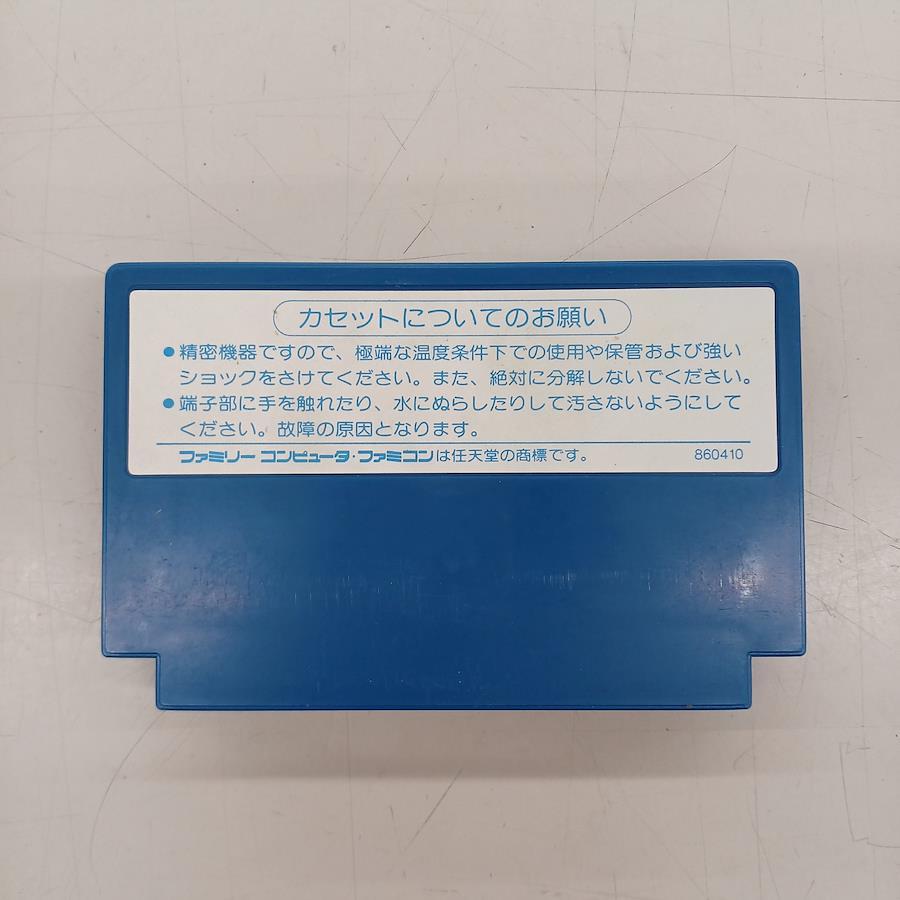 カセットについてのお願い
●精密機器ですので、極端な温度条件下での使用や保管および強い
ショックをさけてください。また、絶対に分解しないでください。
●端子部に手を触れたり、水にぬらしたりして汚さないようにして
ください。故障の原因となります。
ファミリー コンピュータ・ファミコンは任天堂の商標です。 860410